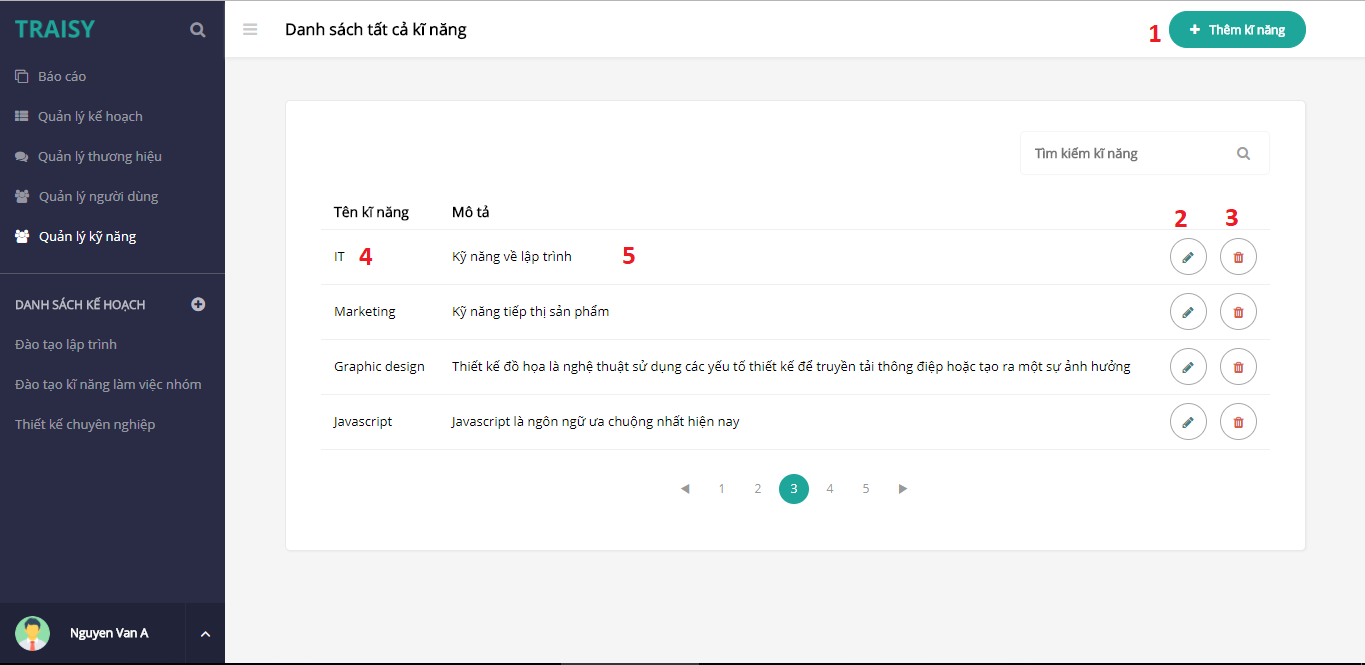 TRAISY
Báo cáo
Quản lý kế hoạch
Quản lý thương hiệu
Quản lý người dùng
Quản lý kỹ năng
DANH SÁCH KẾ HOẠCH
Đào tạo lập trình
Đào tạo kĩ năng làm việc nhóm
Thiết kế chuyên nghiệp
Nguyen Van A
Danh sách tất cả kĩ năng
1 + Thêm kĩ năng
Tìm kiếm kĩ năng
Tên kĩ năng Mô tả 2 3
IT 4 Kỹ năng về lập trình 5
Marketing Kỹ năng tiếp thị sản phẩm
Graphic design Thiết kế đồ họa là nghệ thuật sử dụng các yếu tố thiết kế để truyền tải thông điệp hoặc tạo ra một sự ảnh hưởng
Javascript Javascript là ngôn ngữ ưa chuộng nhất hiện nay
◀ 1 2 3 4 5 ▶